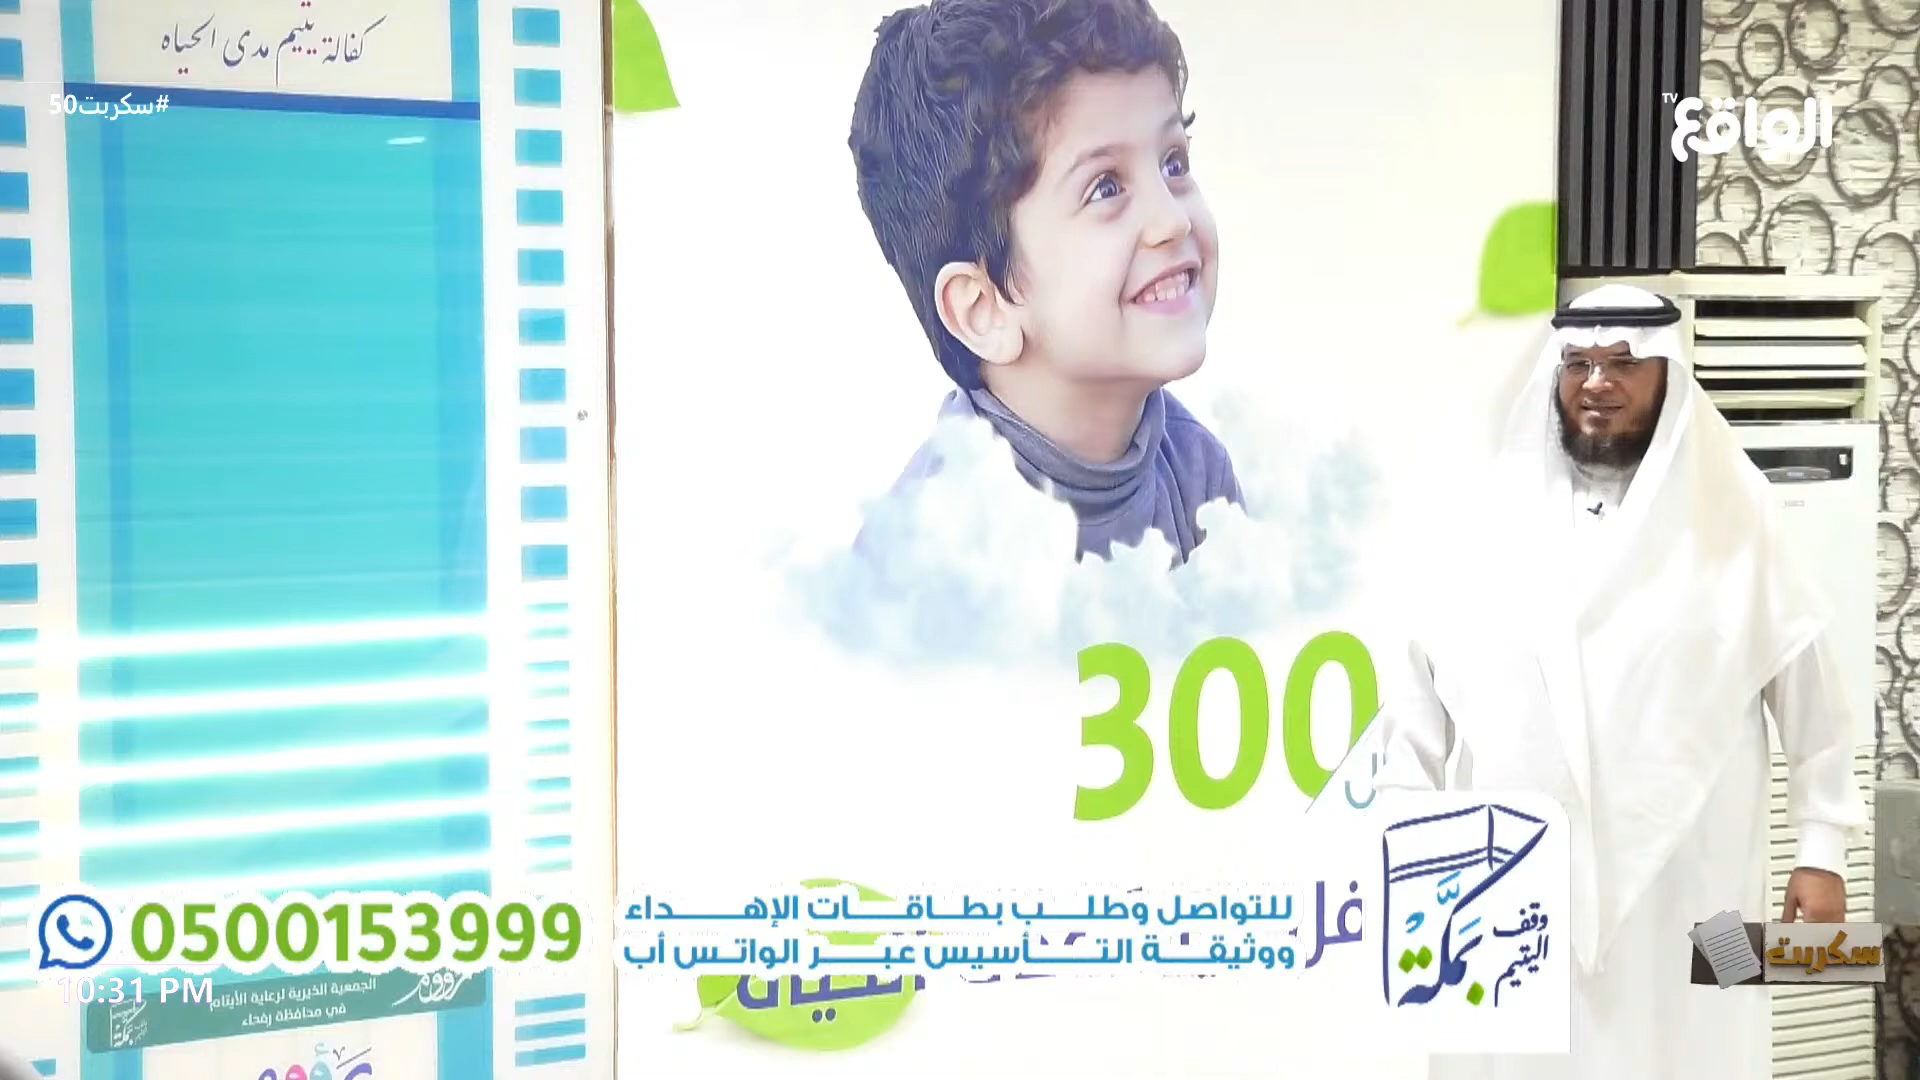 كفالة يتيم مدى الحياه
#سكربت50
الواقع TV
300
للتواصل وطلب بطاقات الإهداء
ووثيقة التأسيس عبر الواتس أب
0500153999
10:31 PM
وقف
اليتيم
بمكة
سكربت
الجمعية الخيرية لرعاية الأيتام
في محافظة رفحاء